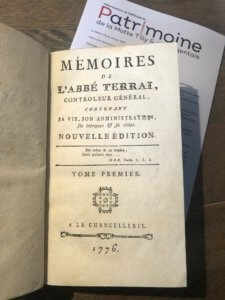 Patrimoine
de la Motte Tilly
MÉMOIRES
DE
L'ABBÉ TERRAI,
CONTROLEUR GÉNÉRAL,
CONTENANT
SA VIE, SON ADMINISTRATION,
ses intrigues & sa chûte.
NOUVELLE ÉDITION.
TOME PREMIER.
A LA CHANCELLERIE.
1776.